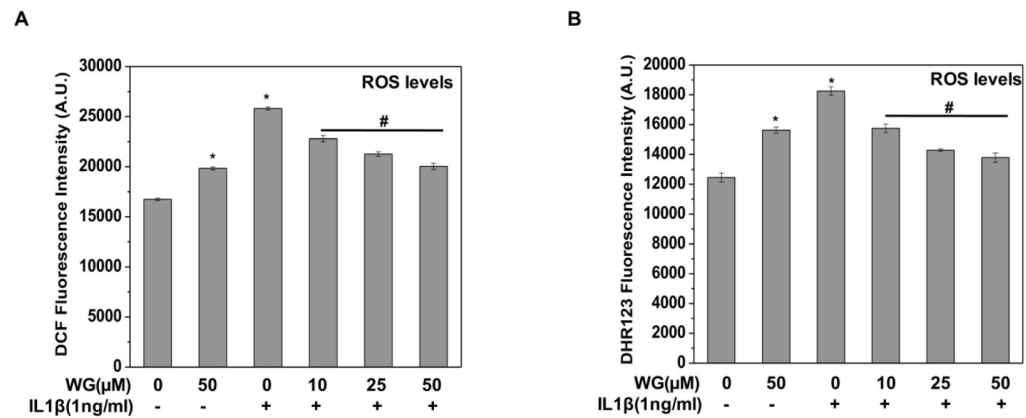 A
DCF Fluorescence Intensity (A.U.)
30000
25000
20000
15000
10000
5000
0
ROS levels
*
*
#
WG(µM) 0 50 0 10 25 50
IL1β(1ng/ml) - - + + + +
B
DHR123 Fluorescence Intensity (A.U.)
20000
18000
16000
14000
12000
10000
8000
6000
4000
2000
0
ROS levels
*
*
#
WG(µM) 0 50 0 10 25 50
IL1β(1ng/ml) - - + + + +